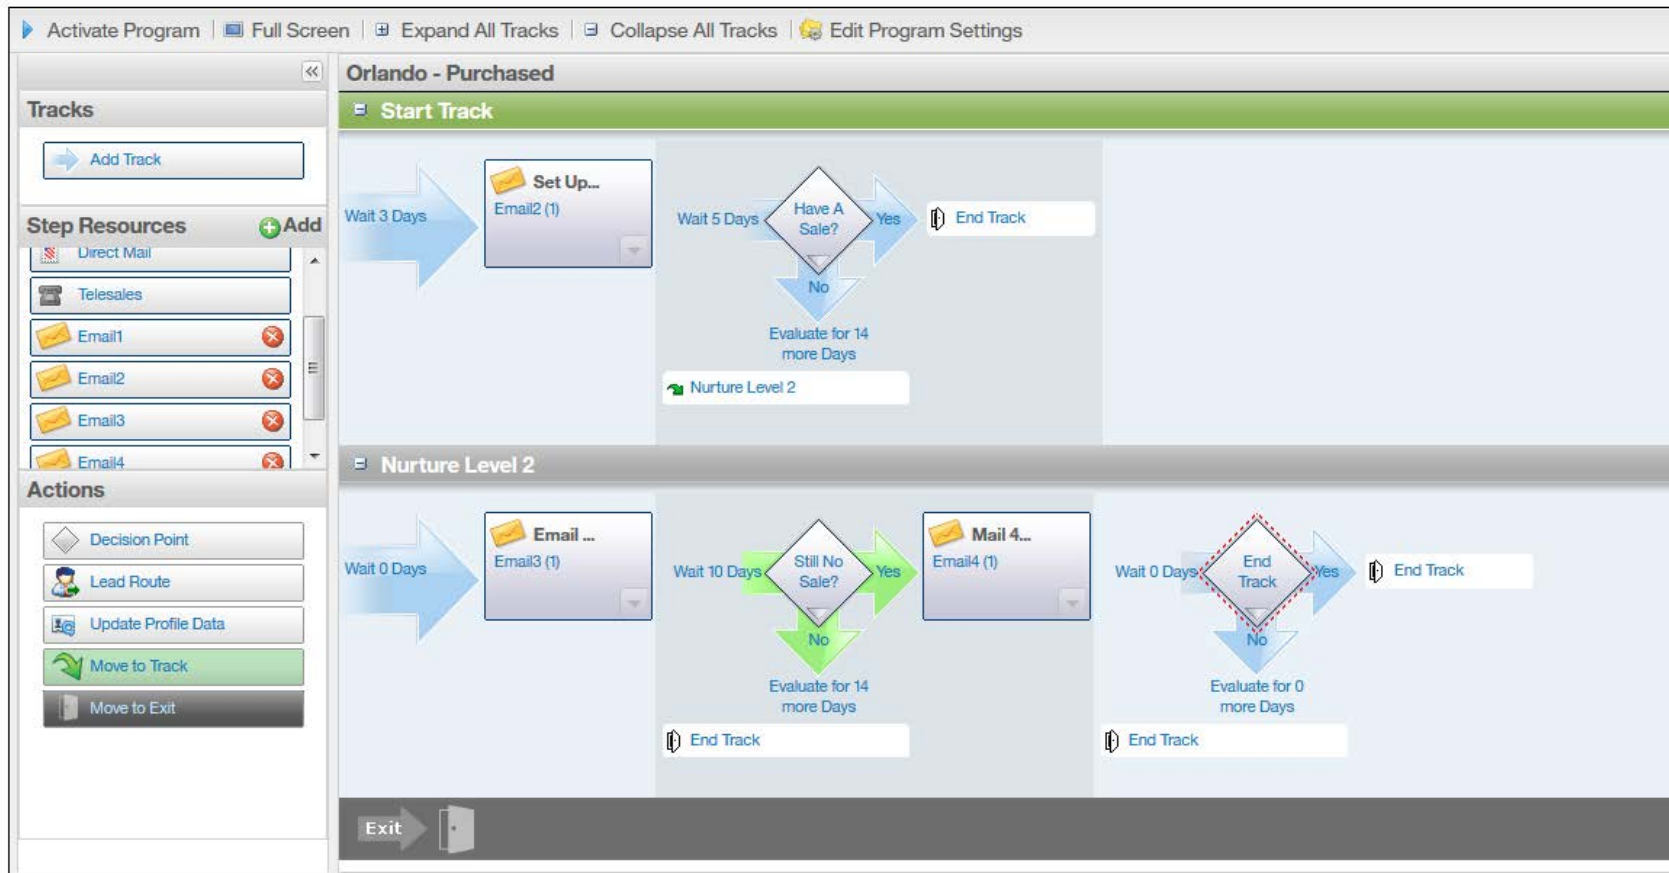 Activate Program
Full Screen
Expand All Tracks
Collapse All Tracks
Edit Program Settings
Tracks
Add Track
Step Resources
Add
Direct Mail
Telesales
Email1
Email2
Email3
Email4
Actions
Decision Point
Lead Route
Update Profile Data
Move to Track
Move to Exit
Orlando - Purchased
Start Track
Wait 3 Days
Set Up...
Email2 (1)
Wait 5 Days
Have A
Sale?
Yes
End Track
No
Evaluate for 14
more Days
Nurture Level 2
Nurture Level 2
Wait 0 Days
Email ...
Email3 (1)
Wait 10 Days
Still No
Sale?
Yes
No
Evaluate for 14
more Days
End Track
Mail 4...
Email4 (1)
Wait 0 Days
End
Track
Yes
End Track
No
Evaluate for 0
more Days
End Track
Exit